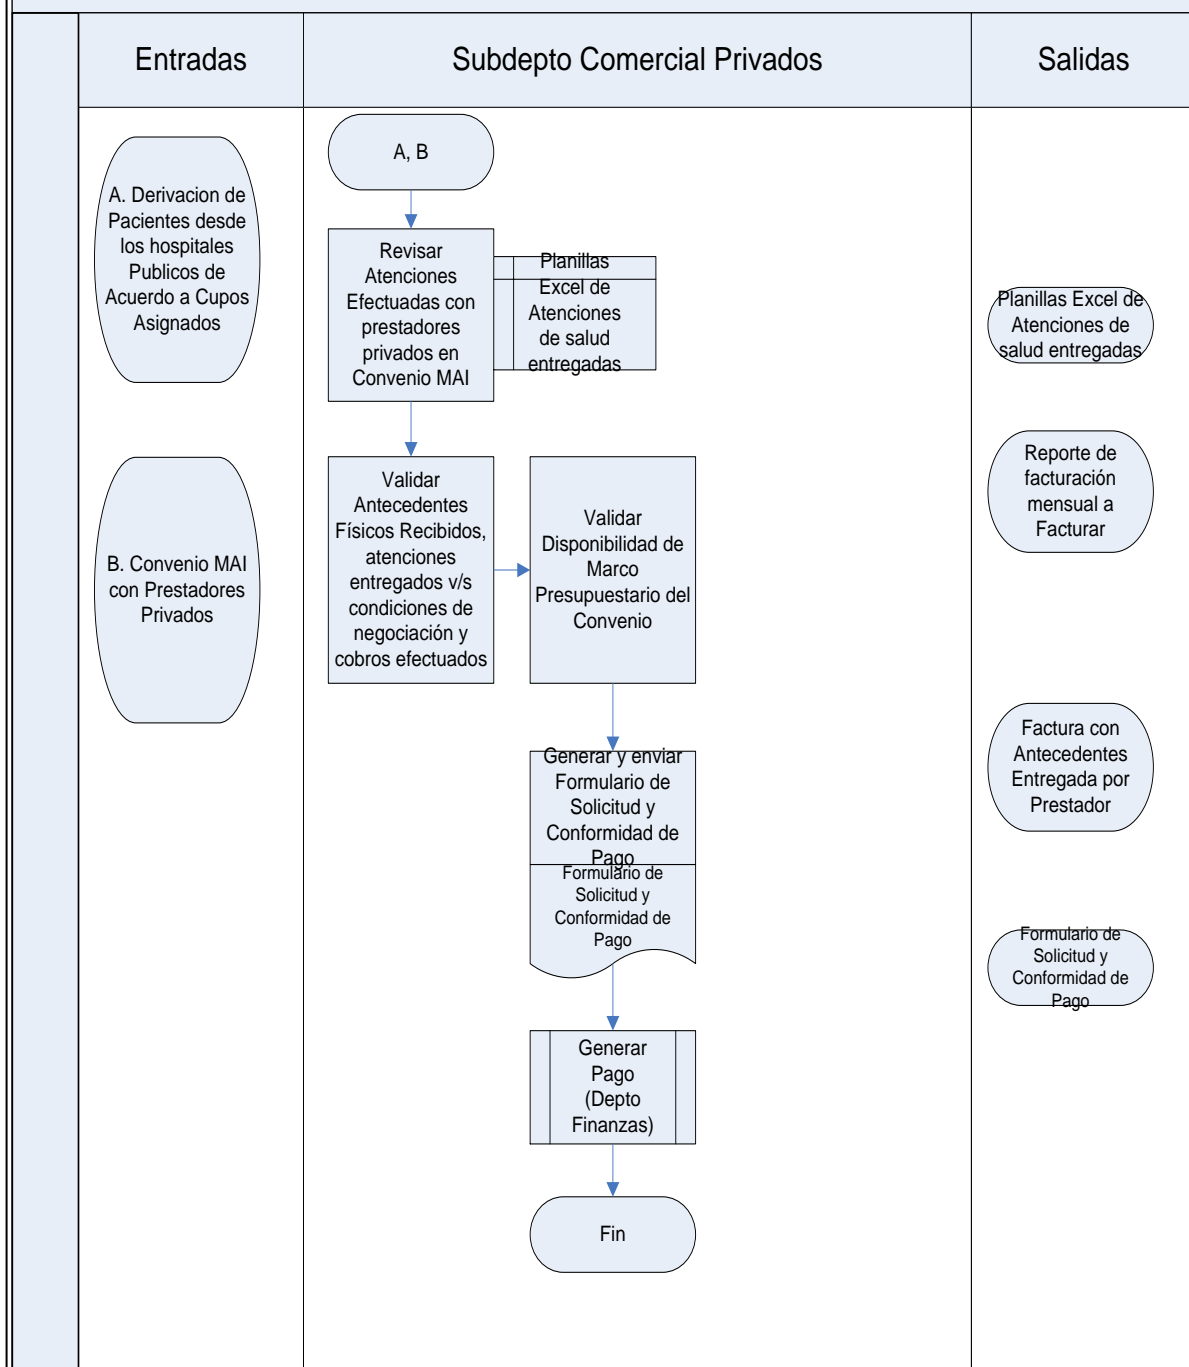 Entradas
Subdepto Comercial Privados
Salidas
A. Derivacion de
Pacientes desde
los hospitales
Publicos de
Acuerdo a Cupos
Asignados
B. Convenio MAI
con Prestadores
Privados
A, B
Revisar
Atenciones
Efectuadas con
prestadores
privados en
Convenio MAI
Planillas
Excel de
Atenciones
de salud
entregadas
Validar
Antecedentes
Físicos Recibidos,
atenciones
entregados v/s
condiciones de
negociación y
cobros efectuados
Validar
Disponibilidad de
Marco
Presupuestario del
Convenio
Generar y enviar
Formulario de
Solicitud y
Conformidad de
Pago
Formulario de
Solicitud y
Conformidad de
Pago
Generar
Pago
(Depto
Finanzas)
Fin
Planillas Excel de
Atenciones de
salud entregadas
Reporte de
facturación
mensual a
Facturar
Factura con
Antecedentes
Entregada por
Prestador
Formulario de
Solicitud y
Conformidad de
Pago